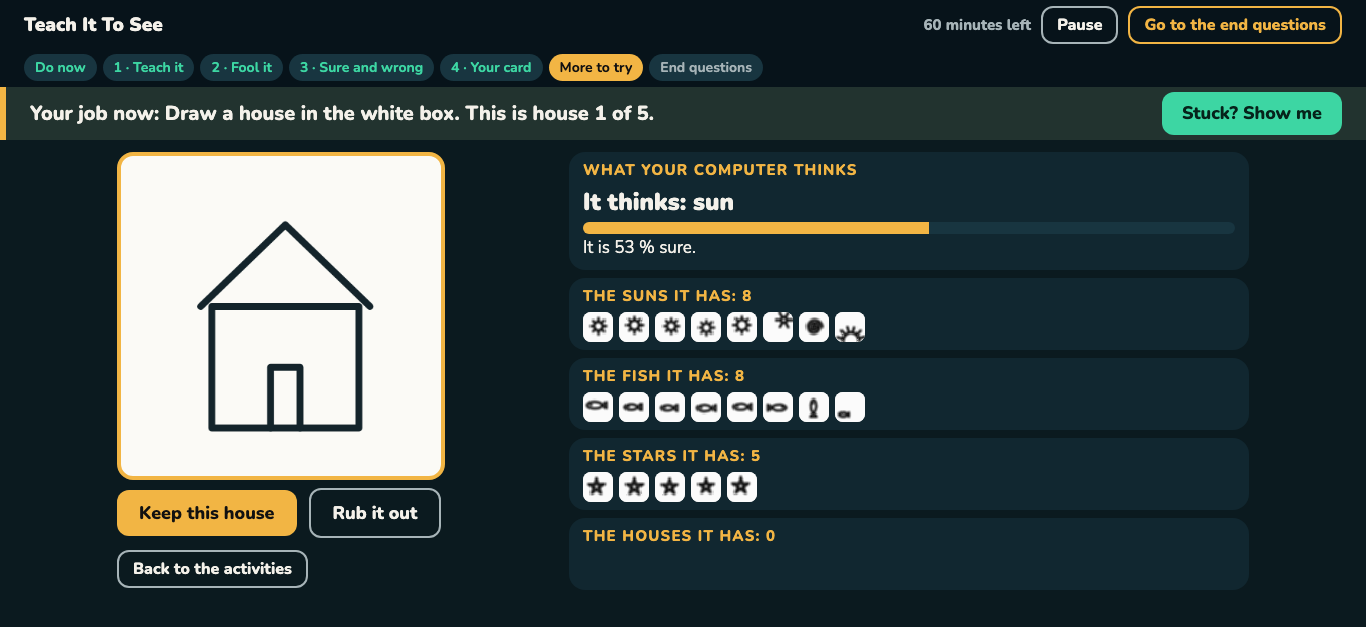 Teach It To See
60 minutes left
Pause
Go to the end questions
Do now
1 · Teach it
2 · Fool it
3 · Sure and wrong
4 · Your card
More to try
End questions
Your job now: Draw a house in the white box. This is house 1 of 5.
Stuck? Show me
WHAT YOUR COMPUTER THINKS
It thinks: sun
It is 53 % sure.
THE SUNS IT HAS: 8
THE FISH IT HAS: 8
THE STARS IT HAS: 5
THE HOUSES IT HAS: 0
Keep this house
Rub it out
Back to the activities